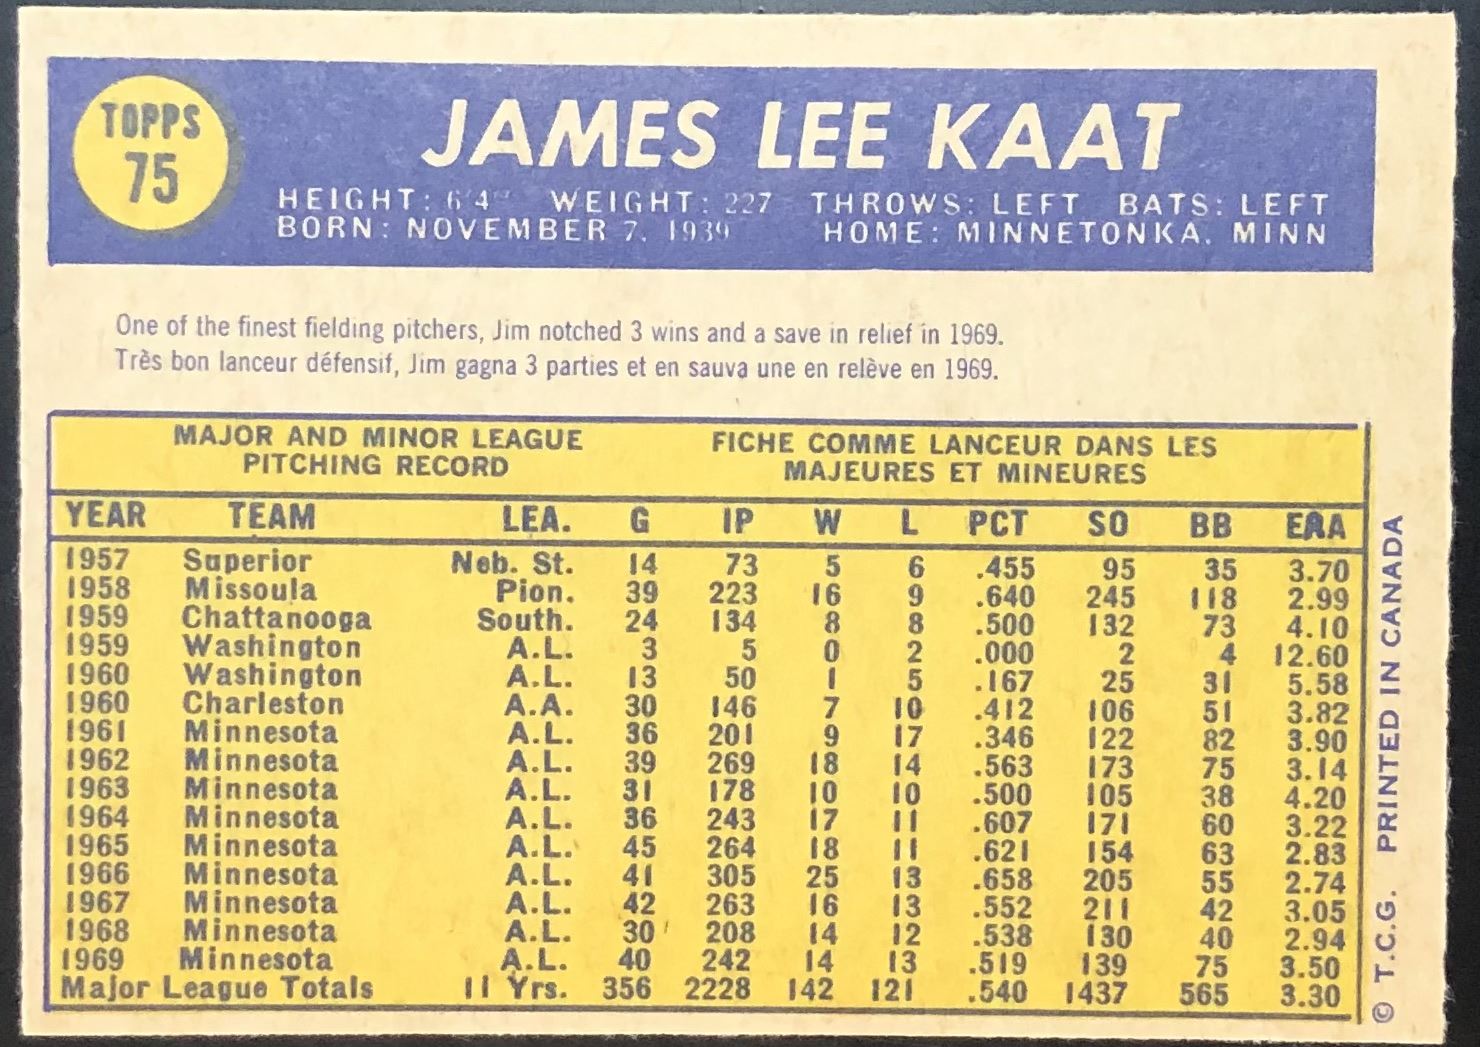 TOPPS
75
JAMES LEE KAAT
HEIGHT: 6'4" WEIGHT: 227 THROWS: LEFT BATS: LEFT
BORN: NOVEMBER 7, 1939 HOME: MINNETONKA, MINN
One of the finest fielding pitchers, Jim notched 3 wins and a save in relief in 1969.
Très bon lanceur défensif, Jim gagna 3 parties et en sauva une en relève en 1969.
MAJOR AND MINOR LEAGUE
PITCHING RECORD
FICHE COMME LANCEUR DANS LES
MAJEURES ET MINEURES
YEAR TEAM LEA. G IP W L PCT SO BB ERA
1957 Superior Neb. St. 14 73 5 6 .455 95 35 3.70
1958 Missoula Pion. 39 223 16 9 .640 245 118 2.99
1959 Chattanooga South. 24 134 8 8 .500 132 73 4.10
1959 Washington A.L. 3 5 0 2 .000 2 4 12.60
1960 Washington A.L. 13 50 1 5 .167 25 31 5.58
1960 Charleston A.A. 30 146 7 10 .412 106 51 3.82
1961 Minnesota A.L. 36 201 9 17 .346 122 82 3.90
1962 Minnesota A.L. 39 269 18 14 .563 173 75 3.14
1963 Minnesota A.L. 31 178 10 10 .500 105 38 4.20
1964 Minnesota A.L. 36 243 17 11 .607 171 60 3.22
1965 Minnesota A.L. 45 264 18 11 .621 154 63 2.83
1966 Minnesota A.L. 41 305 25 13 .658 205 55 2.74
1967 Minnesota A.L. 42 263 16 13 .552 211 42 3.05
1968 Minnesota A.L. 30 208 14 12 .538 130 40 2.94
1969 Minnesota A.L. 40 242 14 13 .519 139 75 3.50
Major League Totals 11 Yrs. 356 2228 142 121 .540 1437 565 3.30
© T.C.G. PRINTED IN CANADA